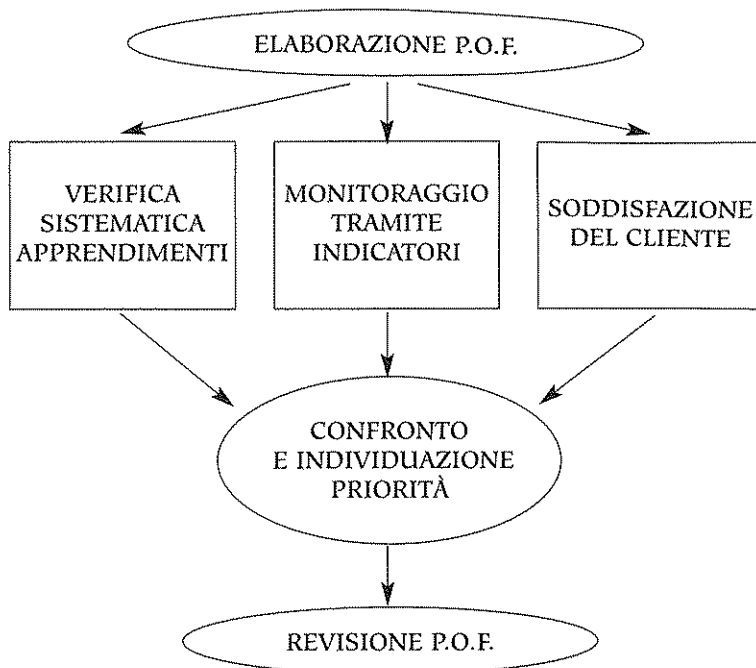 ELABORAZIONE P.O.F.
VERIFICA
SISTEMATICA
APPRENDIMENTI
MONITORAGGIO
TRAMITE
INDICATORI
SODDISFAZIONE
DEL CLIENTE
CONFRONTO
E INDIVIDUAZIONE
PRIORITÀ
REVISIONE P.O.F.